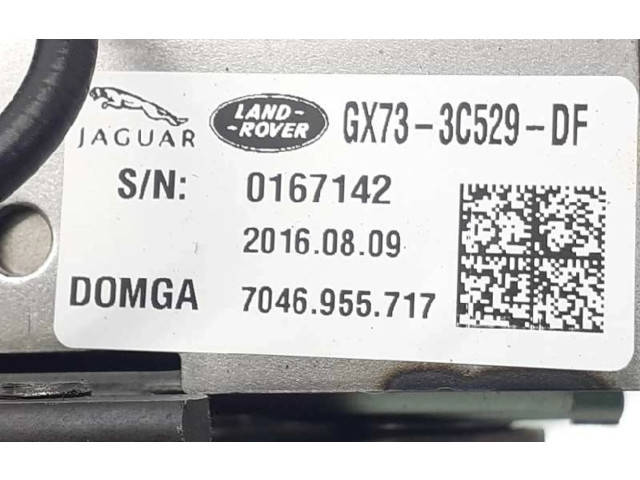 JAGUAR LAND- -ROVER GX73-3C529-DF
S/N: 0167142
2016.08.09
DOMGA 7046.955.717